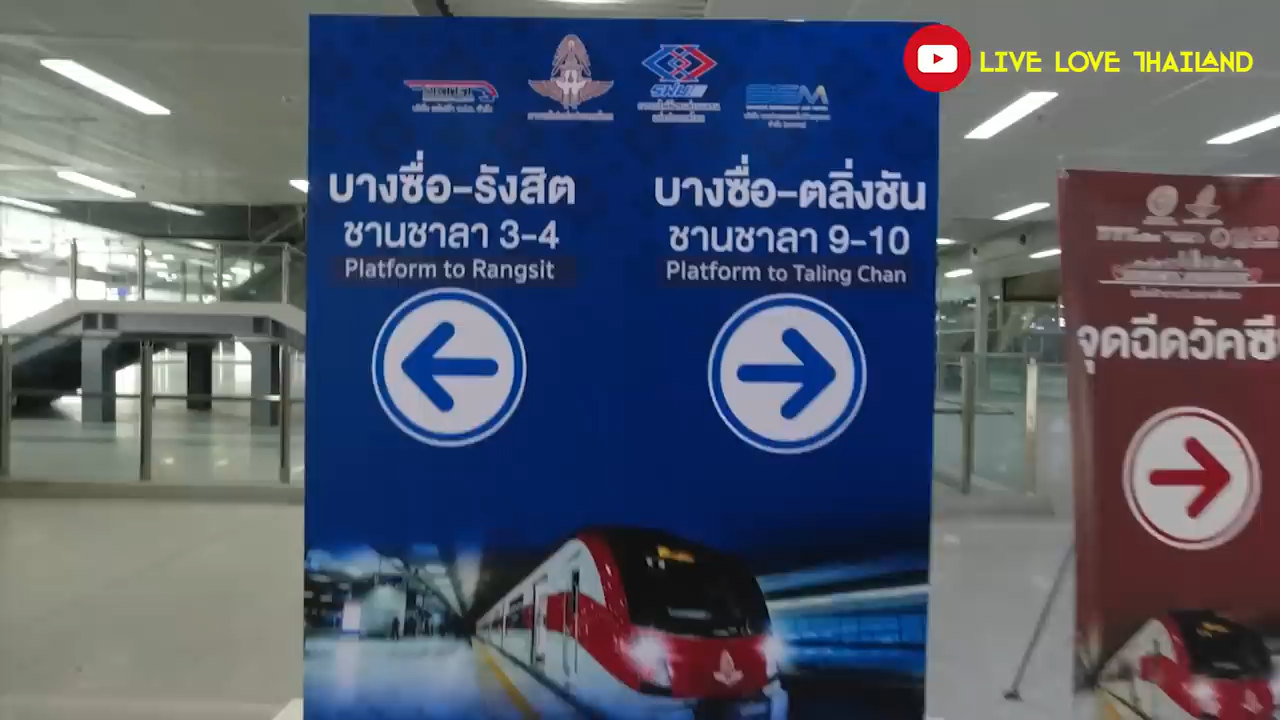 LIVE LOVE THAILAND
บางซื่อ-รังสิต
ชานชาลา 3-4
Platform to Rangsit
บางซื่อ-ตลิ่งชัน
ชานชาลา 9-10
Platform to Taling Chan
จุดฉีดวัคซี